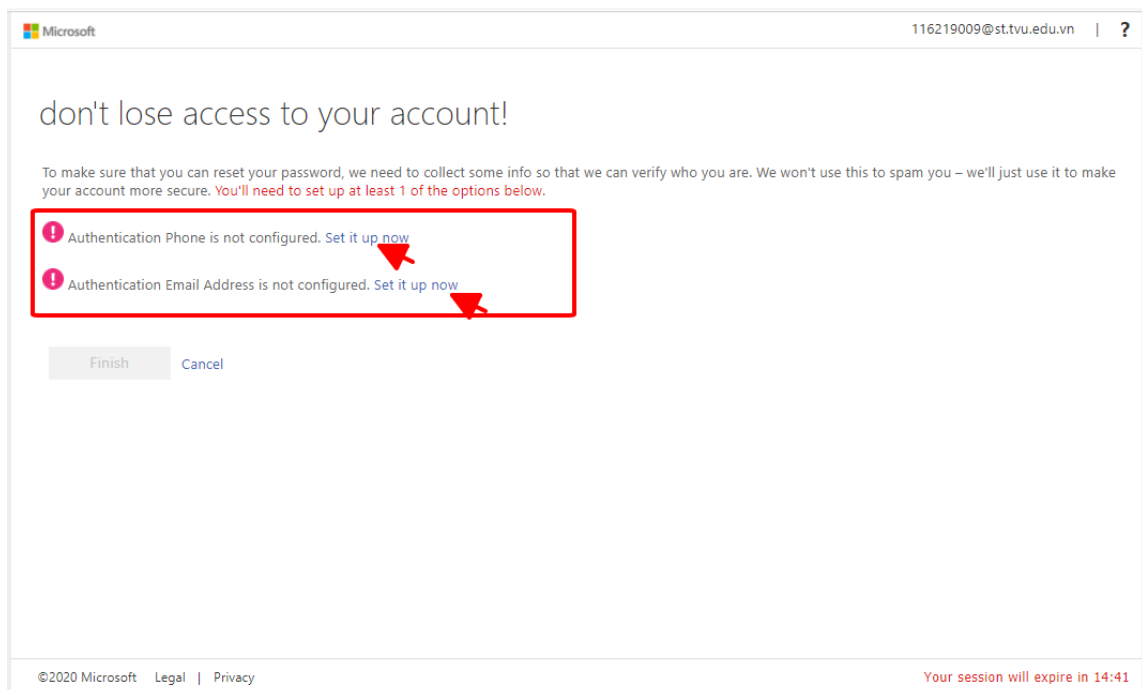 Microsoft 116219009@st.tvu.edu.vn | ?
don't lose access to your account!
To make sure that you can reset your password, we need to collect some info so that we can verify who you are. We won't use this to spam you – we'll just use it to make
your account more secure. You'll need to set up at least 1 of the options below.
! Authentication Phone is not configured. Set it up now
! Authentication Email Address is not configured. Set it up now
Finish Cancel
©2020 Microsoft Legal | Privacy Your session will expire in 14:41